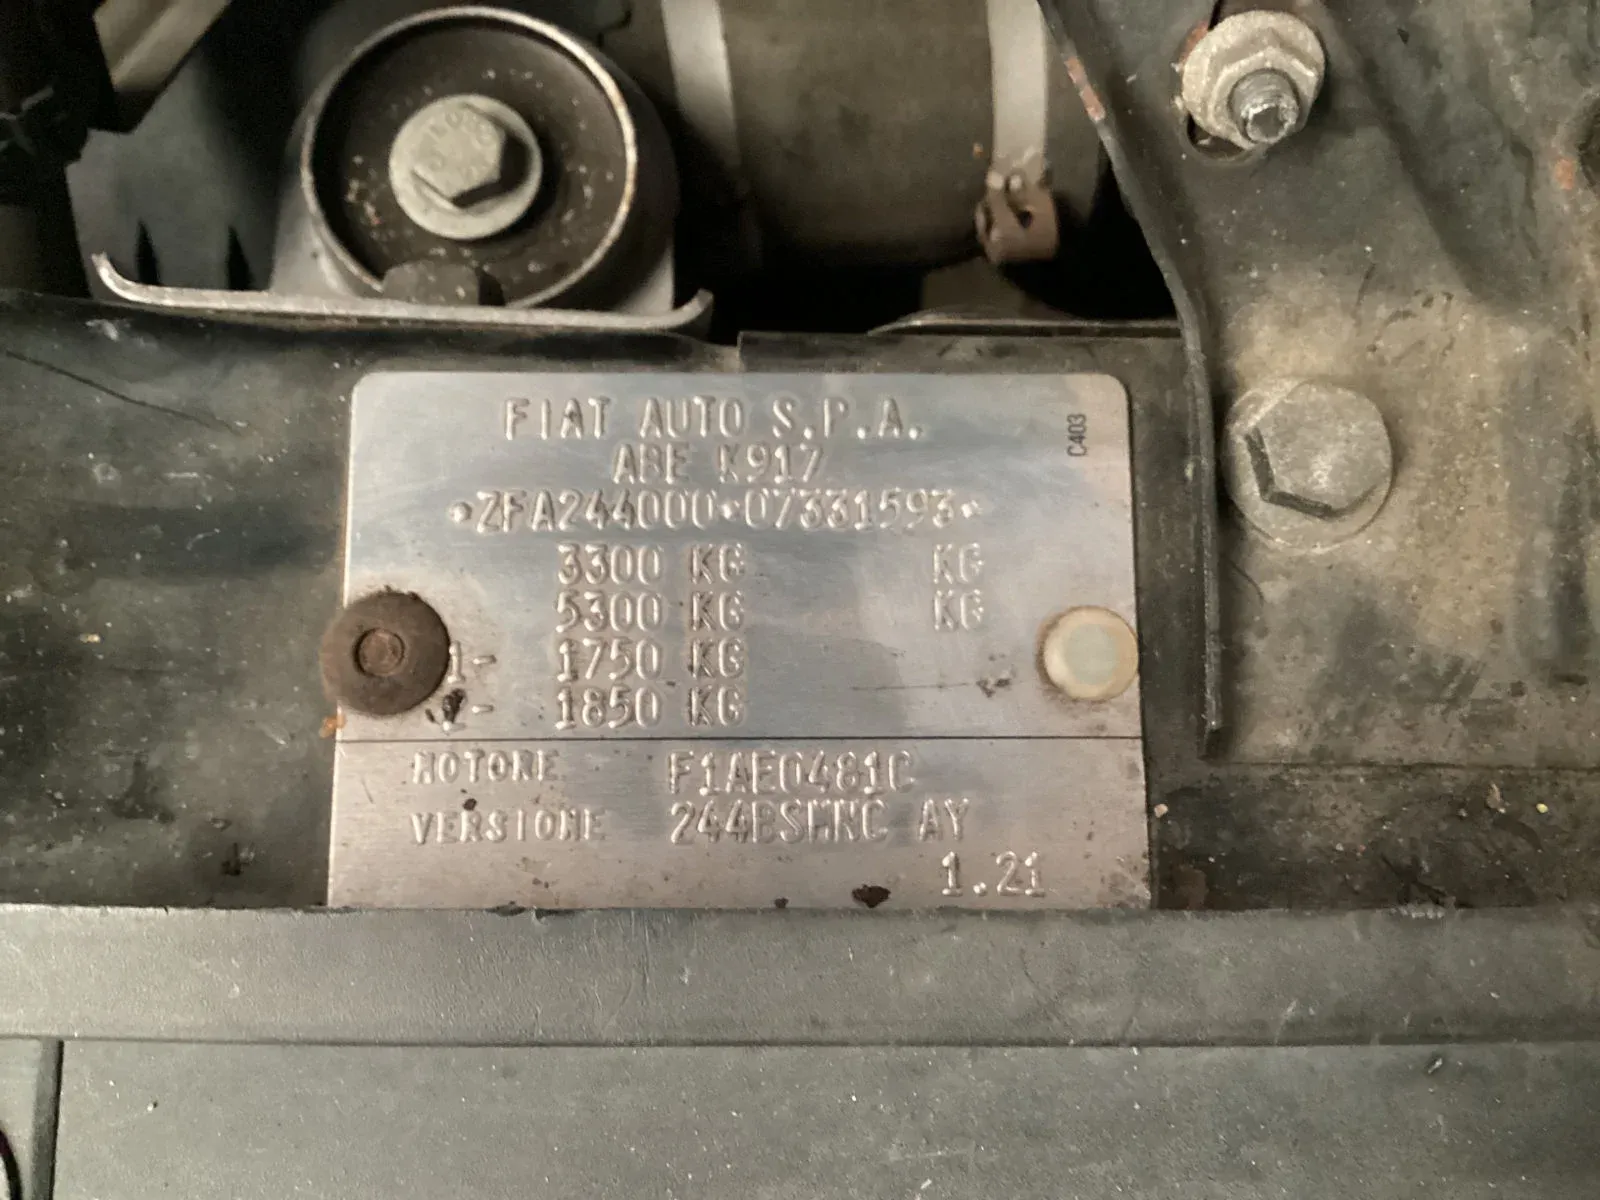 FIAT AUTO S.P.A.
C403
ABE K917
*ZFA244000*07331593*
3300 KG KG
5300 KG KG
1- 1750 KG
2- 1850 KG
MOTORE F1AE0481C
VERSIONE 244BSMNC AY
1.21